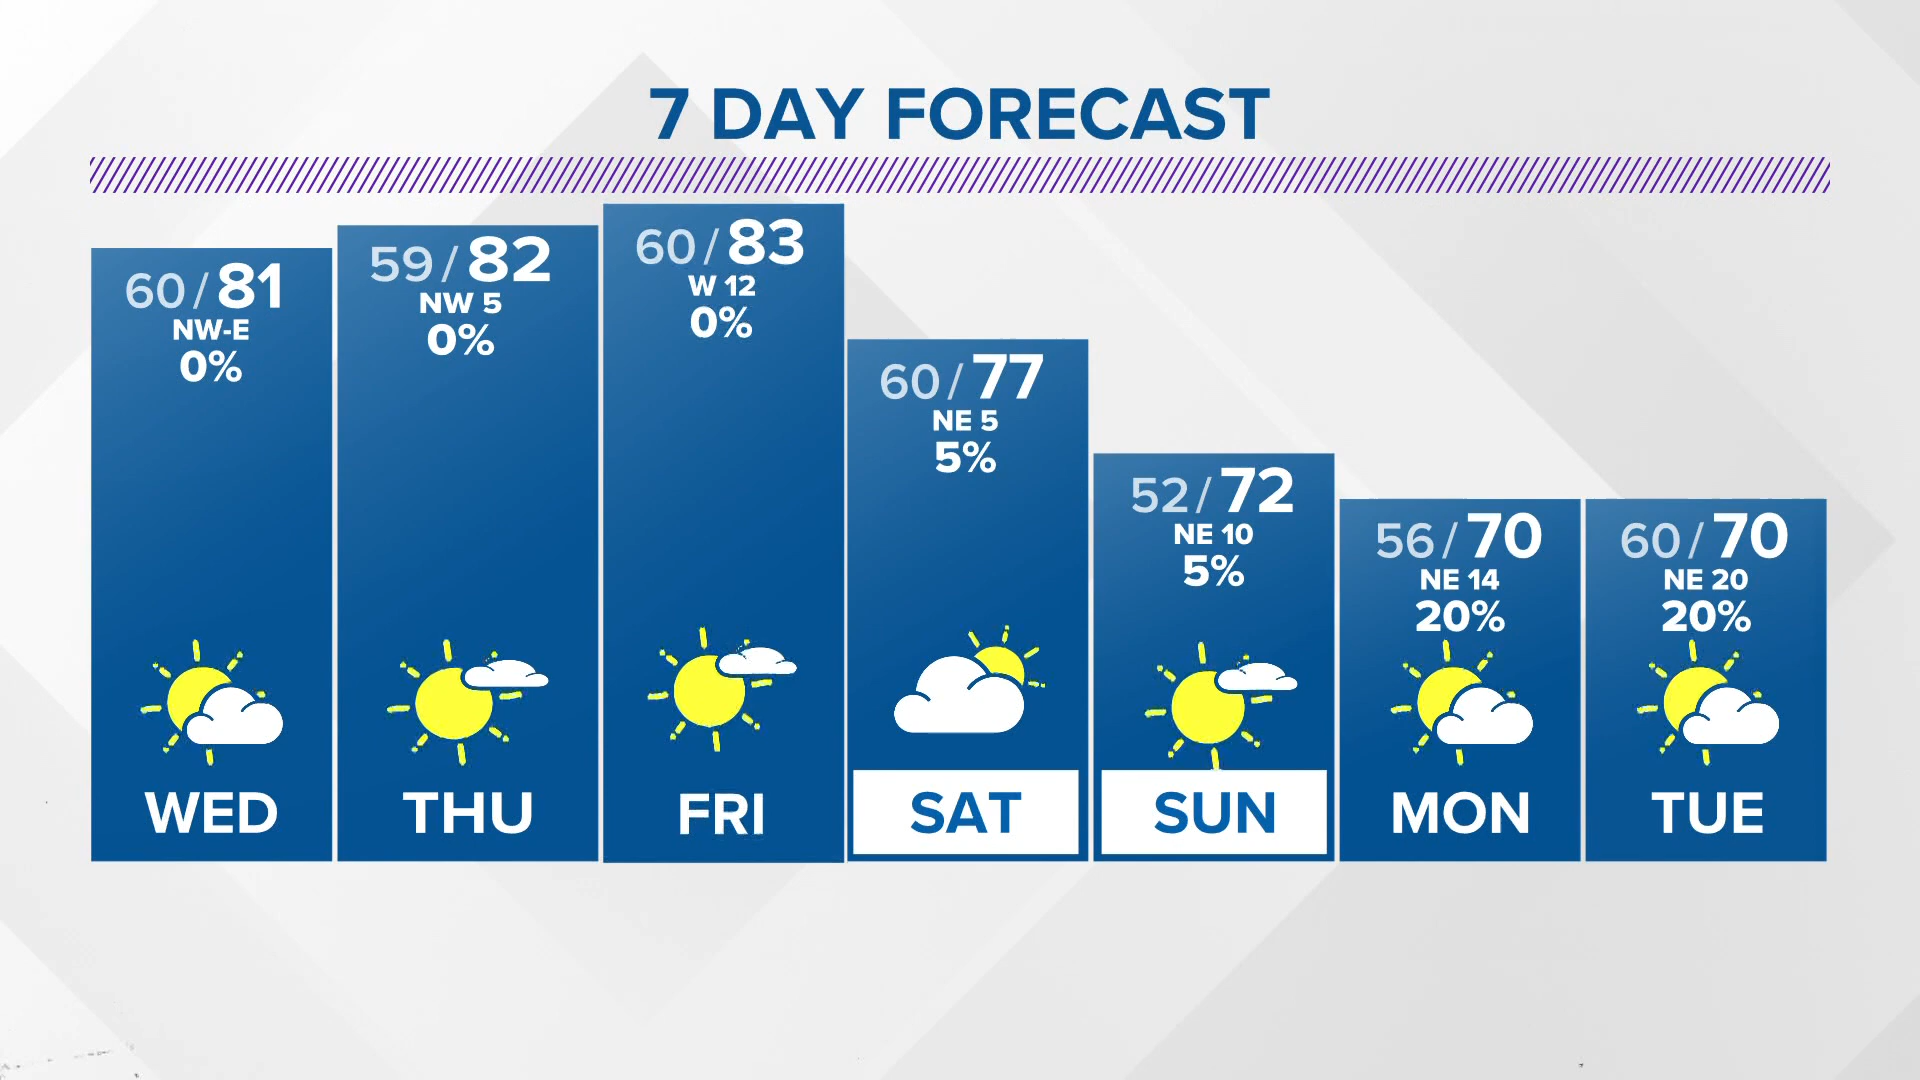 7 DAY FORECAST
60/81
NW-E
0%
WED
59/82
NW 5
0%
THU
60/83
W 12
0%
FRI
60/77
NE 5
5%
SAT
52/72
NE 10
5%
SUN
56/70
NE 14
20%
MON
60/70
NE 20
20%
TUE